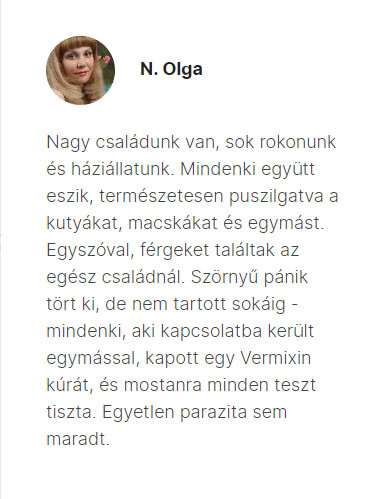 N. Olga
Nagy családunk van, sok rokonunk
és háziállatunk. Mindenki együtt
eszik, természetesen puszilgatva a
kutyákat, macskákat és egymást.
Egyszóval, férgeket találtak az
egész családnál. Szörnyű pánik
tört ki, de nem tartott sokáig -
mindenki, aki kapcsolatba került
egymással, kapott egy Vermixin
kúrát, és mostanra minden teszt
tiszta. Egyetlen parazita sem
maradt.